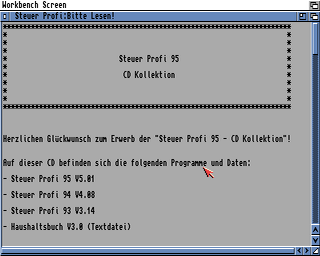 Workbench Screen
Steuer Profi:Bitte Lesen!
************************************************************
*                                                          *
*                                                          *
*                     Steuer Profi 95                      *
*                                                          *
*                      CD Kollektion                       *
*                                                          *
*                                                          *
*                                                          *
************************************************************
Herzlichen Glückwunsch zum Erwerb der "Steuer Profi 95 - CD Kollektion"!
Auf dieser CD befinden sich die folgenden Programme und Daten:
- Steuer Profi 95 V5.01
- Steuer Profi 94 V4.08
- Steuer Profi 93 V3.14
- Haushaltsbuch V3.0 (Textdatei)